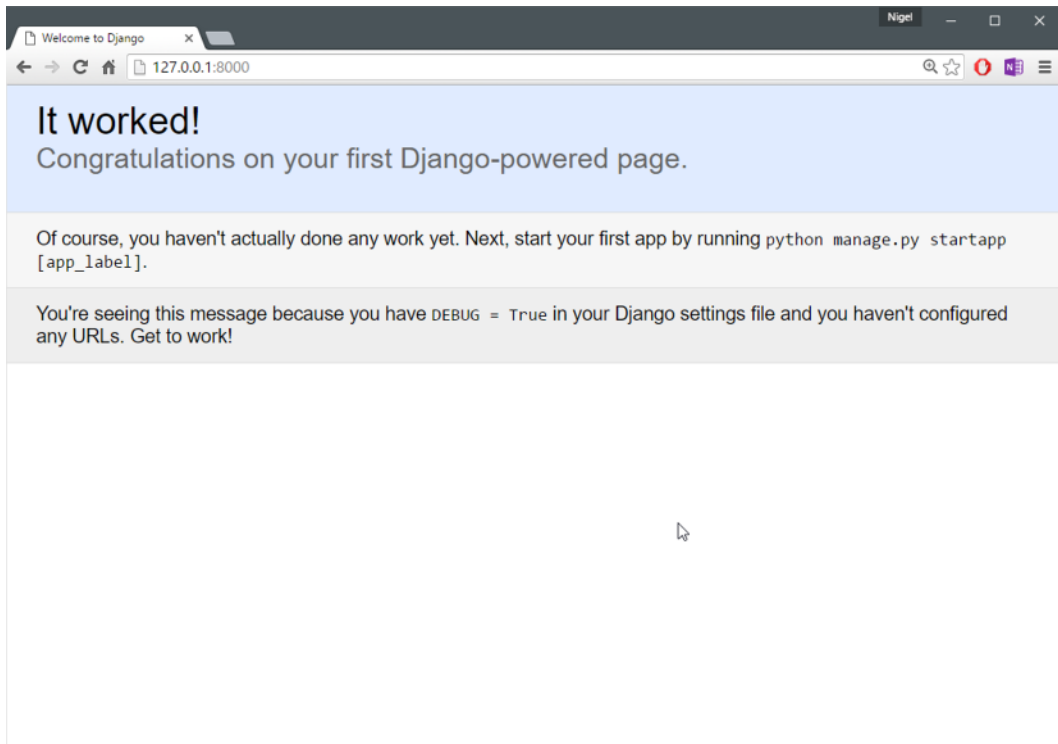 Nigel
Welcome to Django
127.0.0.1:8000
N
It worked!
Congratulations on your first Django-powered page.
Of course, you haven't actually done any work yet. Next, start your first app by running python manage.py startapp
[app_label].
You're seeing this message because you have DEBUG = True in your Django settings file and you haven't configured
any URLs. Get to work!